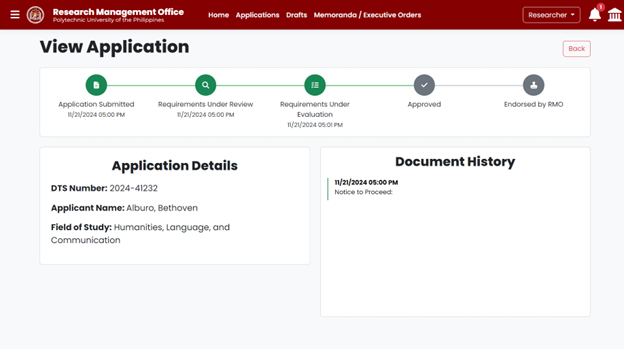 Research Management Office
Polytechnic University of the Philippines
Home Applications Drafts Memoranda / Executive Orders
Researcher
1
View Application
Back
Application Submitted
11/21/2024 05:00 PM
Requirements Under Review
11/21/2024 05:00 PM
Requirements Under
Evaluation
11/21/2024 05:01 PM
Approved
Endorsed by RMO
Application Details
DTS Number: 2024-41232
Applicant Name: Alburo, Bethoven
Field of Study: Humanities, Language, and
Communication
Document History
11/21/2024 05:00 PM
Notice to Proceed: